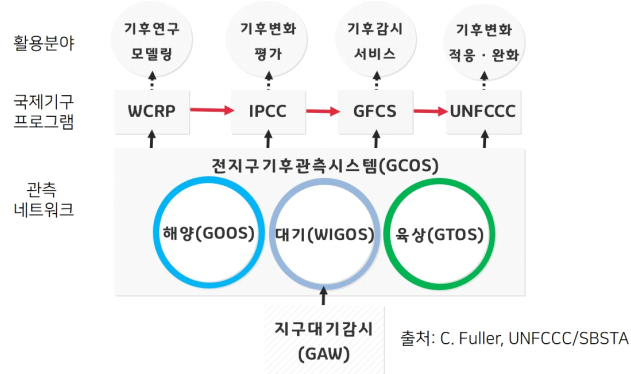 활용분야
기후연구
모델링
기후변화
평가
기후감시
서비스
기후변화
적응 · 완화
국제기구
프로그램
WCRP
IPCC
GFCS
UNFCCC
관측
네트워크
전지구기후관측시스템(GCOS)
해양(GOOS)
대기(WIGOS)
육상(GTOS)
지구대기감시
(GAW)
출처: C. Fuller, UNFCCC/SBSTA